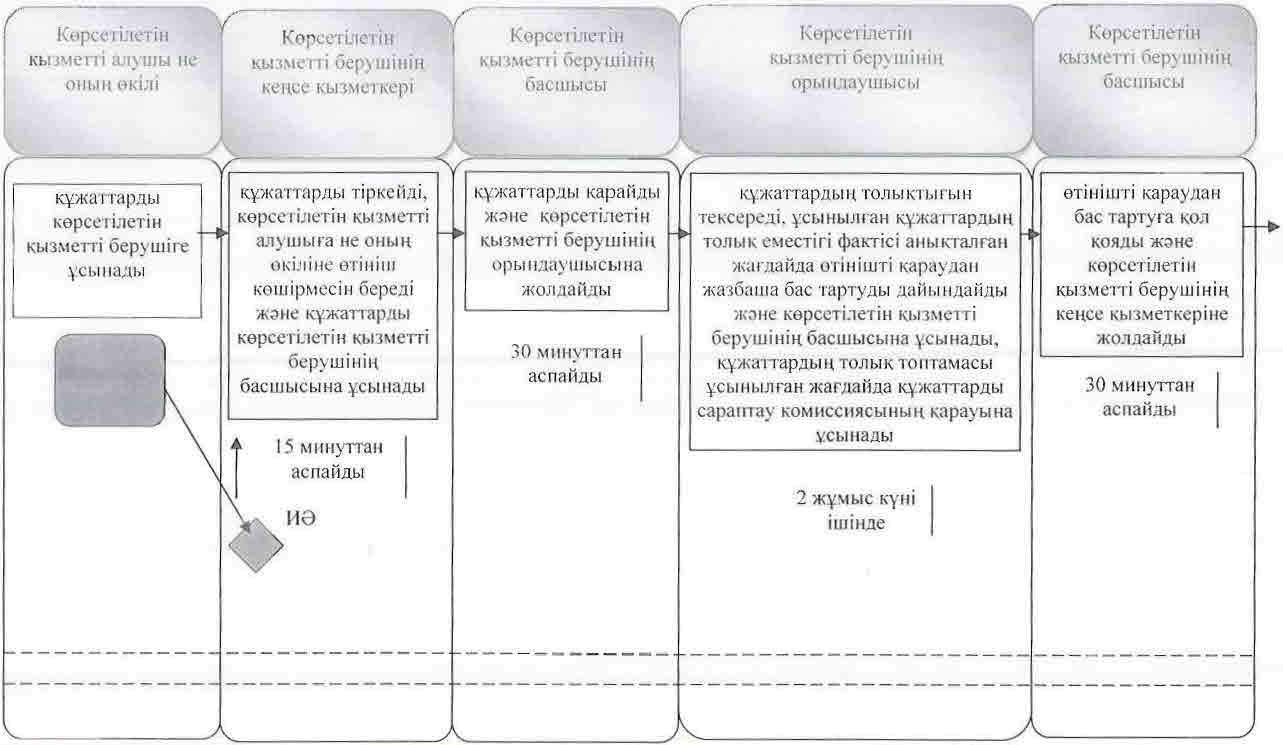 Көрсетілетін
қызметті алушы не
оның өкілі
Көрсетілетін
қызметті берушінің
кеңсе қызметкері
Көрсетілетін
қызметті берушінің
басшысы
Көрсетілетін
қызметті берушінің
орындаушысы
Көрсетілетін
қызметті берушінің
басшысы
құжаттарды
көрсетілетін
қызметті берушіге
ұсынады
құжаттарды тіркейді,
көрсетілетін қызметті
алушыға не оның
өкіліне өтініш
көшірмесін береді
және құжаттарды
көрсетілетін қызметті
берушінің
басшысына ұсынады
15 минуттан
аспайды
ИӘ
құжаттарды қарайды
және көрсетілетін
қызметті берушінің
орындаушысына
жолдайды
30 минуттан
аспайды
құжаттардың толықтығын
тексереді, ұсынылған құжаттардың
толық еместігі фактісі анықталған
жағдайда өтінішті қараудан
жазбаша бас тартуды дайындайды
және көрсетілетін қызметті
берушінің басшысына ұсынады,
құжаттардың толық топтамасы
ұсынылған жағдайда құжаттарды
сараптау комиссиясының қарауына
ұсынады
2 жұмыс күні
ішінде
өтінішті қараудан
бас тартуға қол
қояды және
көрсетілетін
қызметті берушінің
кеңсе қызметкеріне
жолдайды
30 минуттан
аспайды